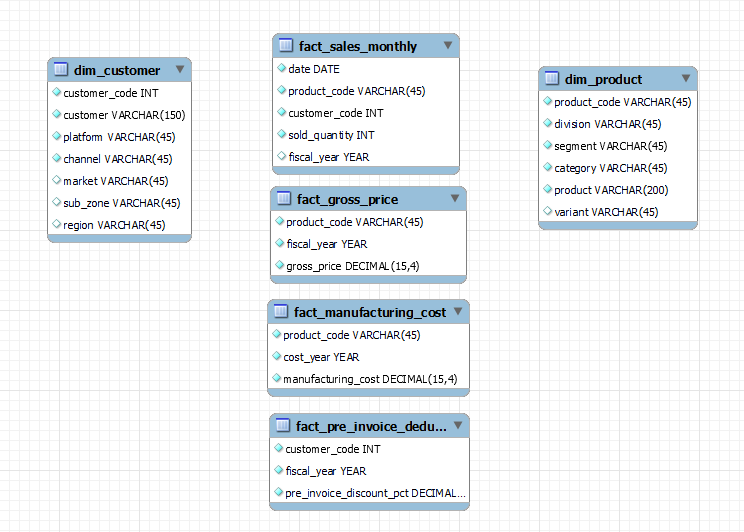 dim_customer
customer_code INT
customer VARCHAR(150)
platform VARCHAR(45)
channel VARCHAR(45)
market VARCHAR(45)
sub_zone VARCHAR(45)
region VARCHAR(45)
fact_sales_monthly
date DATE
product_code VARCHAR(45)
customer_code INT
sold_quantity INT
fiscal_year YEAR
fact_gross_price
product_code VARCHAR(45)
fiscal_year YEAR
gross_price DECIMAL(15,4)
fact_manufacturing_cost
product_code VARCHAR(45)
cost_year YEAR
manufacturing_cost DECIMAL(15,4)
fact_pre_invoice_dedu...
customer_code INT
fiscal_year YEAR
pre_invoice_discount_pct DECIMAL...
dim_product
product_code VARCHAR(45)
division VARCHAR(45)
segment VARCHAR(45)
category VARCHAR(45)
product VARCHAR(200)
variant VARCHAR(45)